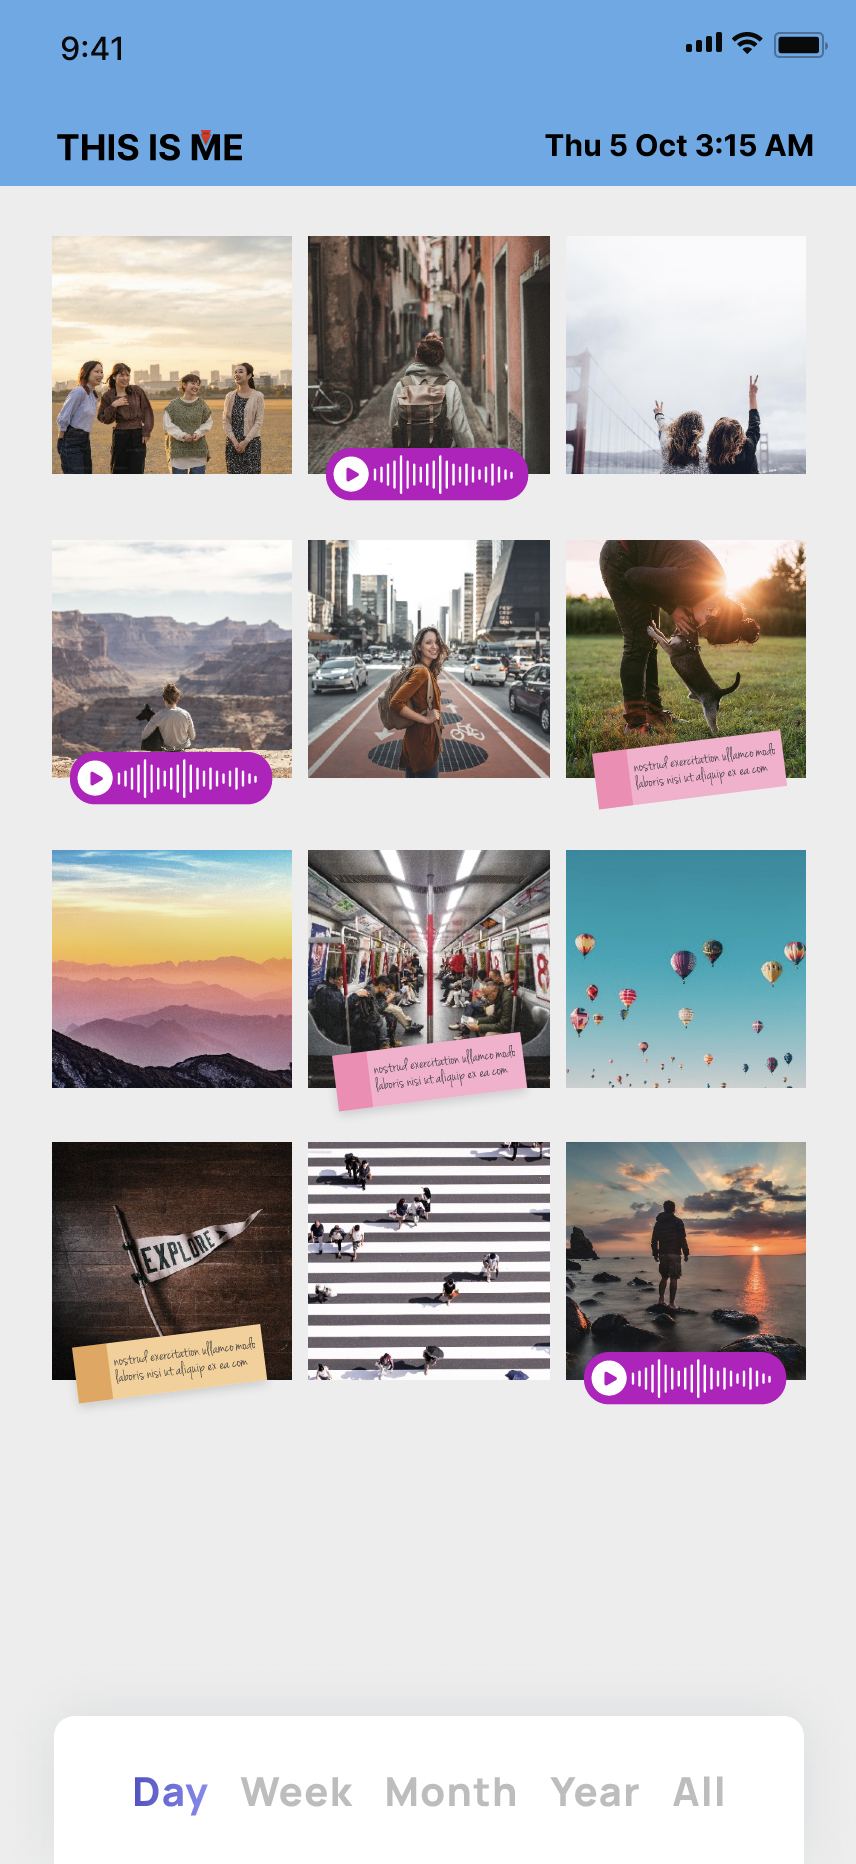 9:41
THIS IS ME
Thu 5 Oct 3:15 AM
nostrud exercitation ullamco modo
laboris nisi ut aliquip ex ea com
nostrud exercitation ullamco modo
laboris nisi ut aliquip ex ea com
EXPLORE
nostrud exercitation ullamco modo
laboris nisi ut aliquip ex ea com
Day Week Month Year All